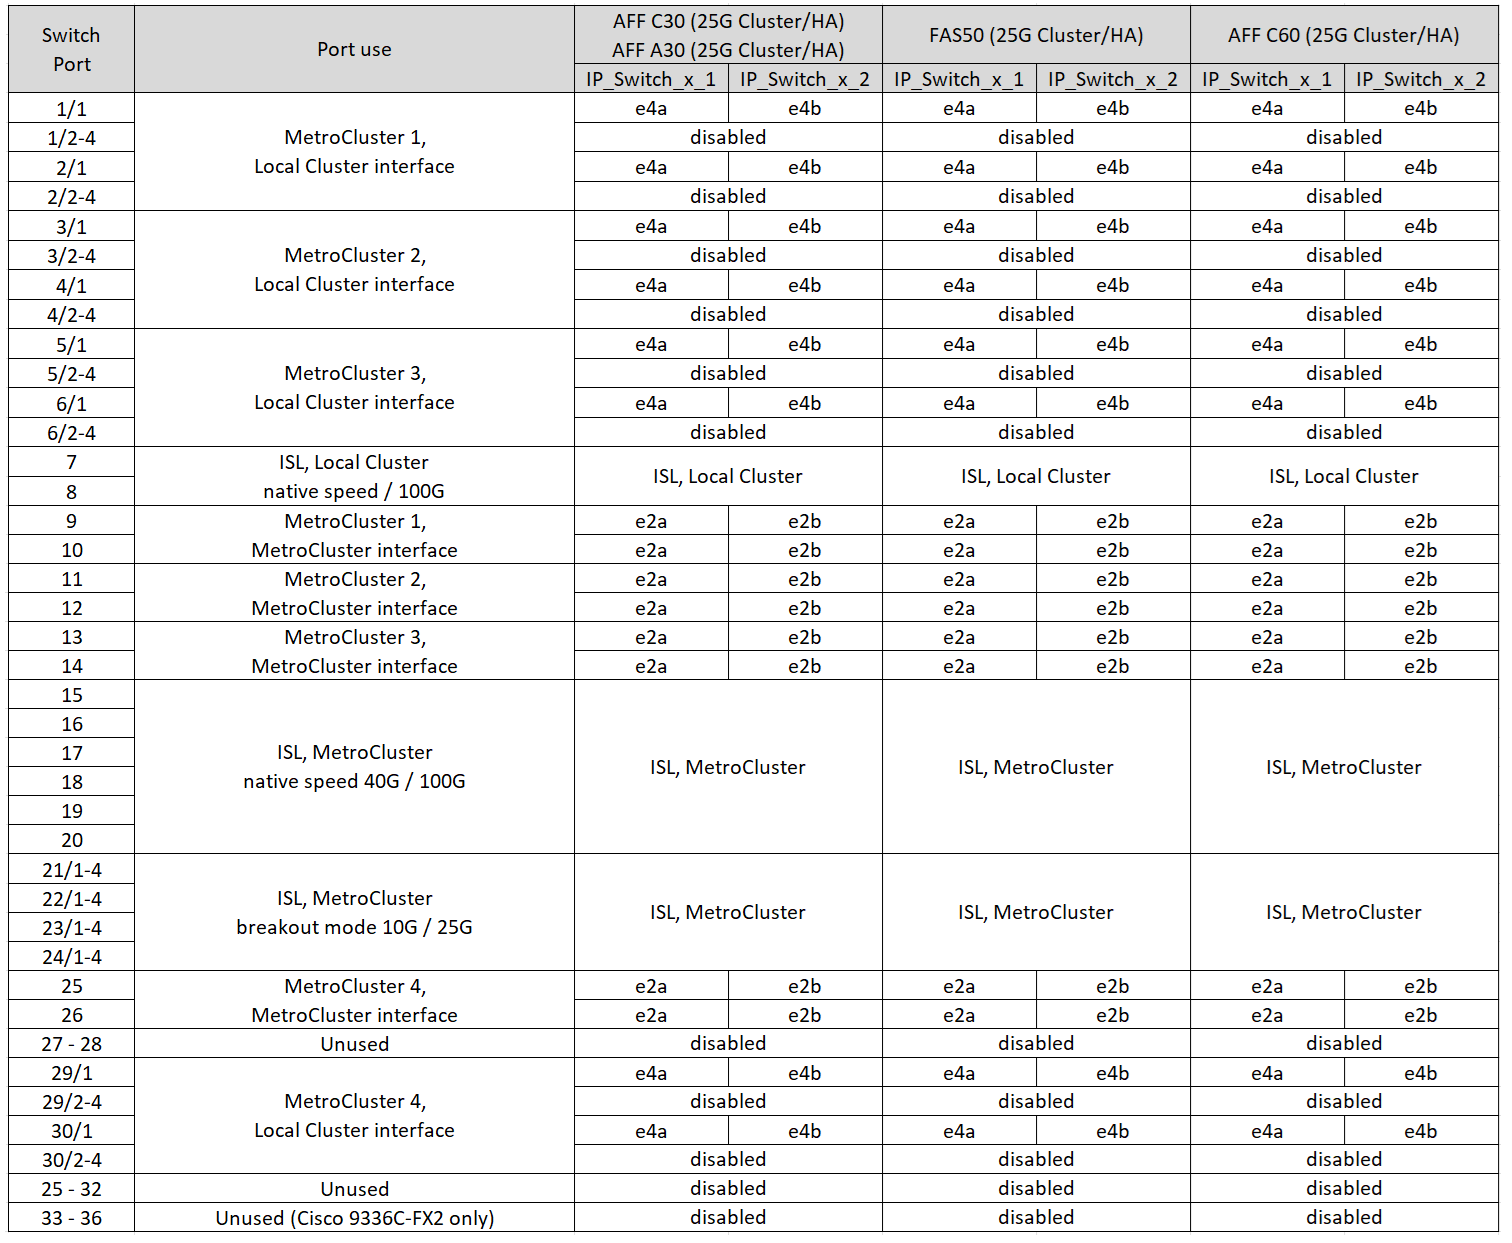 Switch Port | Port use | AFF C30 (25G Cluster/HA) AFF A30 (25G Cluster/HA) | FAS50 (25G Cluster/HA) | AFF C60 (25G Cluster/HA)
IP_Switch_x_1 | IP_Switch_x_2 | IP_Switch_x_1 | IP_Switch_x_2 | IP_Switch_x_1 | IP_Switch_x_2
1/1 | MetroCluster 1, Local Cluster interface | e4a | e4b | e4a | e4b | e4a | e4b
1/2-4 | disabled | disabled | disabled
2/1 | e4a | e4b | e4a | e4b | e4a | e4b
2/2-4 | disabled | disabled | disabled
3/1 | MetroCluster 2, Local Cluster interface | e4a | e4b | e4a | e4b | e4a | e4b
3/2-4 | disabled | disabled | disabled
4/1 | e4a | e4b | e4a | e4b | e4a | e4b
4/2-4 | disabled | disabled | disabled
5/1 | MetroCluster 3, Local Cluster interface | e4a | e4b | e4a | e4b | e4a | e4b
5/2-4 | disabled | disabled | disabled
6/1 | e4a | e4b | e4a | e4b | e4a | e4b
6/2-4 | disabled | disabled | disabled
7 | ISL, Local Cluster native speed / 100G | ISL, Local Cluster | ISL, Local Cluster | ISL, Local Cluster
8
9 | MetroCluster 1, MetroCluster interface | e2a | e2b | e2a | e2b | e2a | e2b
10 | e2a | e2b | e2a | e2b | e2a | e2b
11 | MetroCluster 2, MetroCluster interface | e2a | e2b | e2a | e2b | e2a | e2b
12 | e2a | e2b | e2a | e2b | e2a | e2b
13 | MetroCluster 3, MetroCluster interface | e2a | e2b | e2a | e2b | e2a | e2b
14 | e2a | e2b | e2a | e2b | e2a | e2b
15 | ISL, MetroCluster native speed 40G / 100G | ISL, MetroCluster | ISL, MetroCluster | ISL, MetroCluster
16
17
18
19
20
21/1-4 | ISL, MetroCluster breakout mode 10G / 25G | ISL, MetroCluster | ISL, MetroCluster | ISL, MetroCluster
22/1-4
23/1-4
24/1-4
25 | MetroCluster 4, MetroCluster interface | e2a | e2b | e2a | e2b | e2a | e2b
26 | e2a | e2b | e2a | e2b | e2a | e2b
27 - 28 | Unused | disabled | disabled | disabled
29/1 | MetroCluster 4, Local Cluster interface | e4a | e4b | e4a | e4b | e4a | e4b
29/2-4 | disabled | disabled | disabled
30/1 | e4a | e4b | e4a | e4b | e4a | e4b
30/2-4 | disabled | disabled | disabled
25 - 32 | Unused | disabled | disabled | disabled
33 - 36 | Unused (Cisco 9336C-FX2 only) | disabled | disabled | disabled